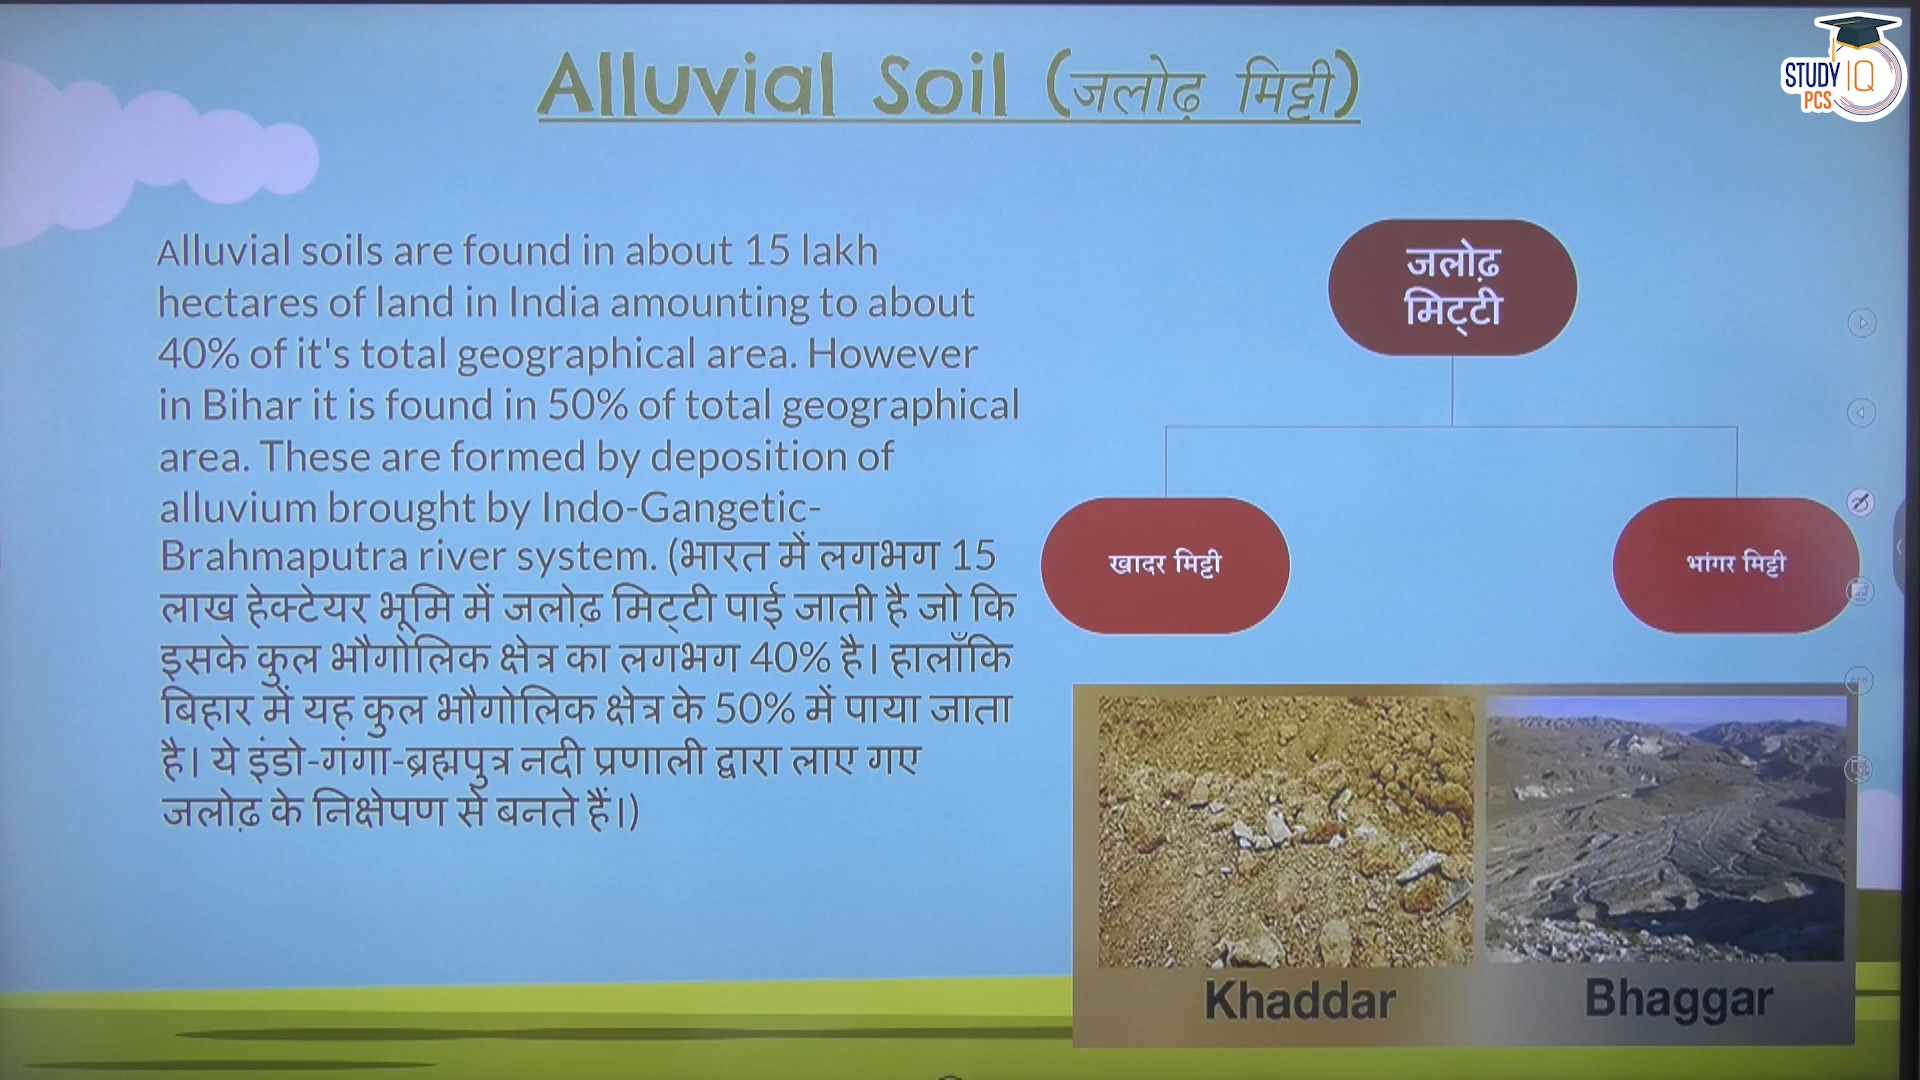 Alluvial Soil (जलोढ़ मिट्टी)
STUDY IQ
PCS
Alluvial soils are found in about 15 lakh
hectares of land in India amounting to about
40% of it's total geographical area. However
in Bihar it is found in 50% of total geographical
area. These are formed by deposition of
alluvium brought by Indo-Gangetic-
Brahmaputra river system. (भारत में लगभग 15
लाख हेक्टेयर भूमि में जलोढ़ मिट्टी पाई जाती है जो कि
इसके कुल भौगोलिक क्षेत्र का लगभग 40% है। हालाँकि
बिहार में यह कुल भौगोलिक क्षेत्र के 50% में पाया जाता
है। ये इंडो-गंगा-ब्रह्मपुत्र नदी प्रणाली द्वारा लाए गए
जलोढ़ के निक्षेपण से बनते हैं।)
जलोढ़
मिट्टी
खादर मिट्टी
भांगर मिट्टी
Khaddar
Bhaggar